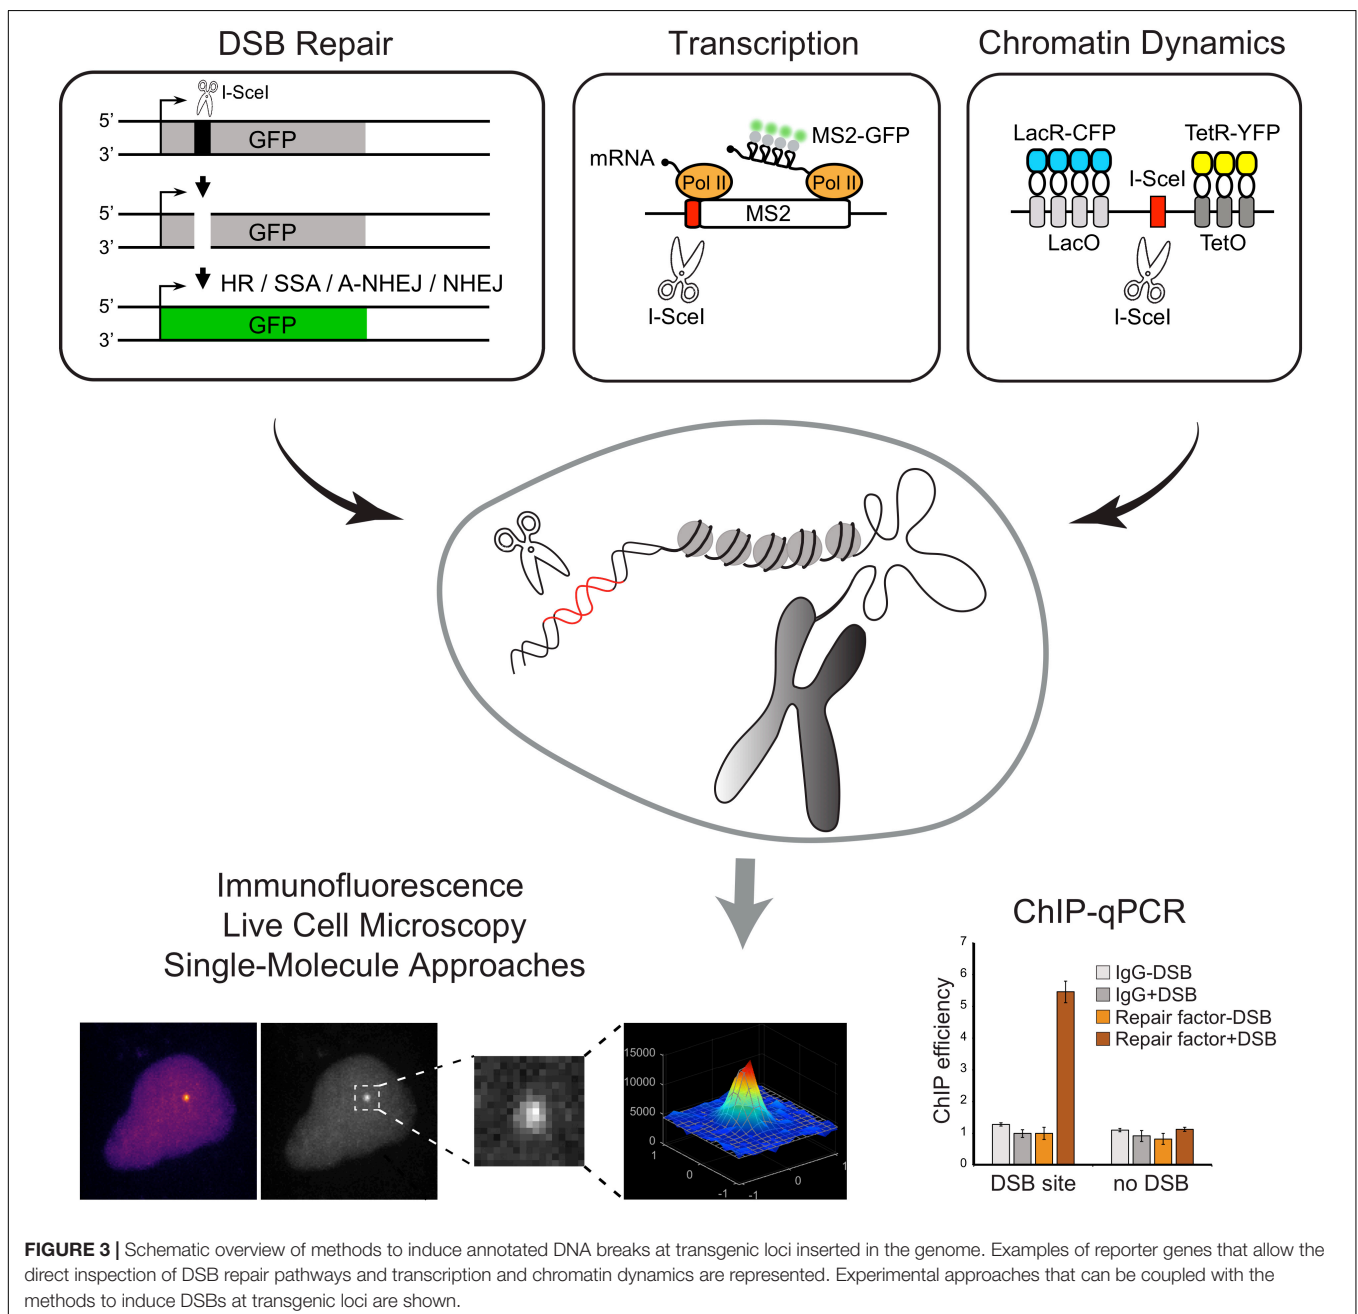 DSB Repair
Transcription
Chromatin Dynamics
I-SceI
5’
GFP
3’
5’
GFP
3’
HR / SSA / A-NHEJ / NHEJ
5’
GFP
3’
mRNA
MS2-GFP
Pol II
Pol II
MS2
I-SceI
LacR-CFP
TetR-YFP
I-SceI
LacO
TetO
I-SceI
Immunofluorescence
Live Cell Microscopy
Single-Molecule Approaches
15000
10000
5000
0
1
0
-1
-1
0
1
ChIP-qPCR
ChIP efficiency
7
6
5
4
3
2
1
0
IgG-DSB
IgG+DSB
Repair factor-DSB
Repair factor+DSB
DSB site
no DSB
FIGURE 3 | Schematic overview of methods to induce annotated DNA breaks at transgenic loci inserted in the genome. Examples of reporter genes that allow the
direct inspection of DSB repair pathways and transcription and chromatin dynamics are represented. Experimental approaches that can be coupled with the
methods to induce DSBs at transgenic loci are shown.